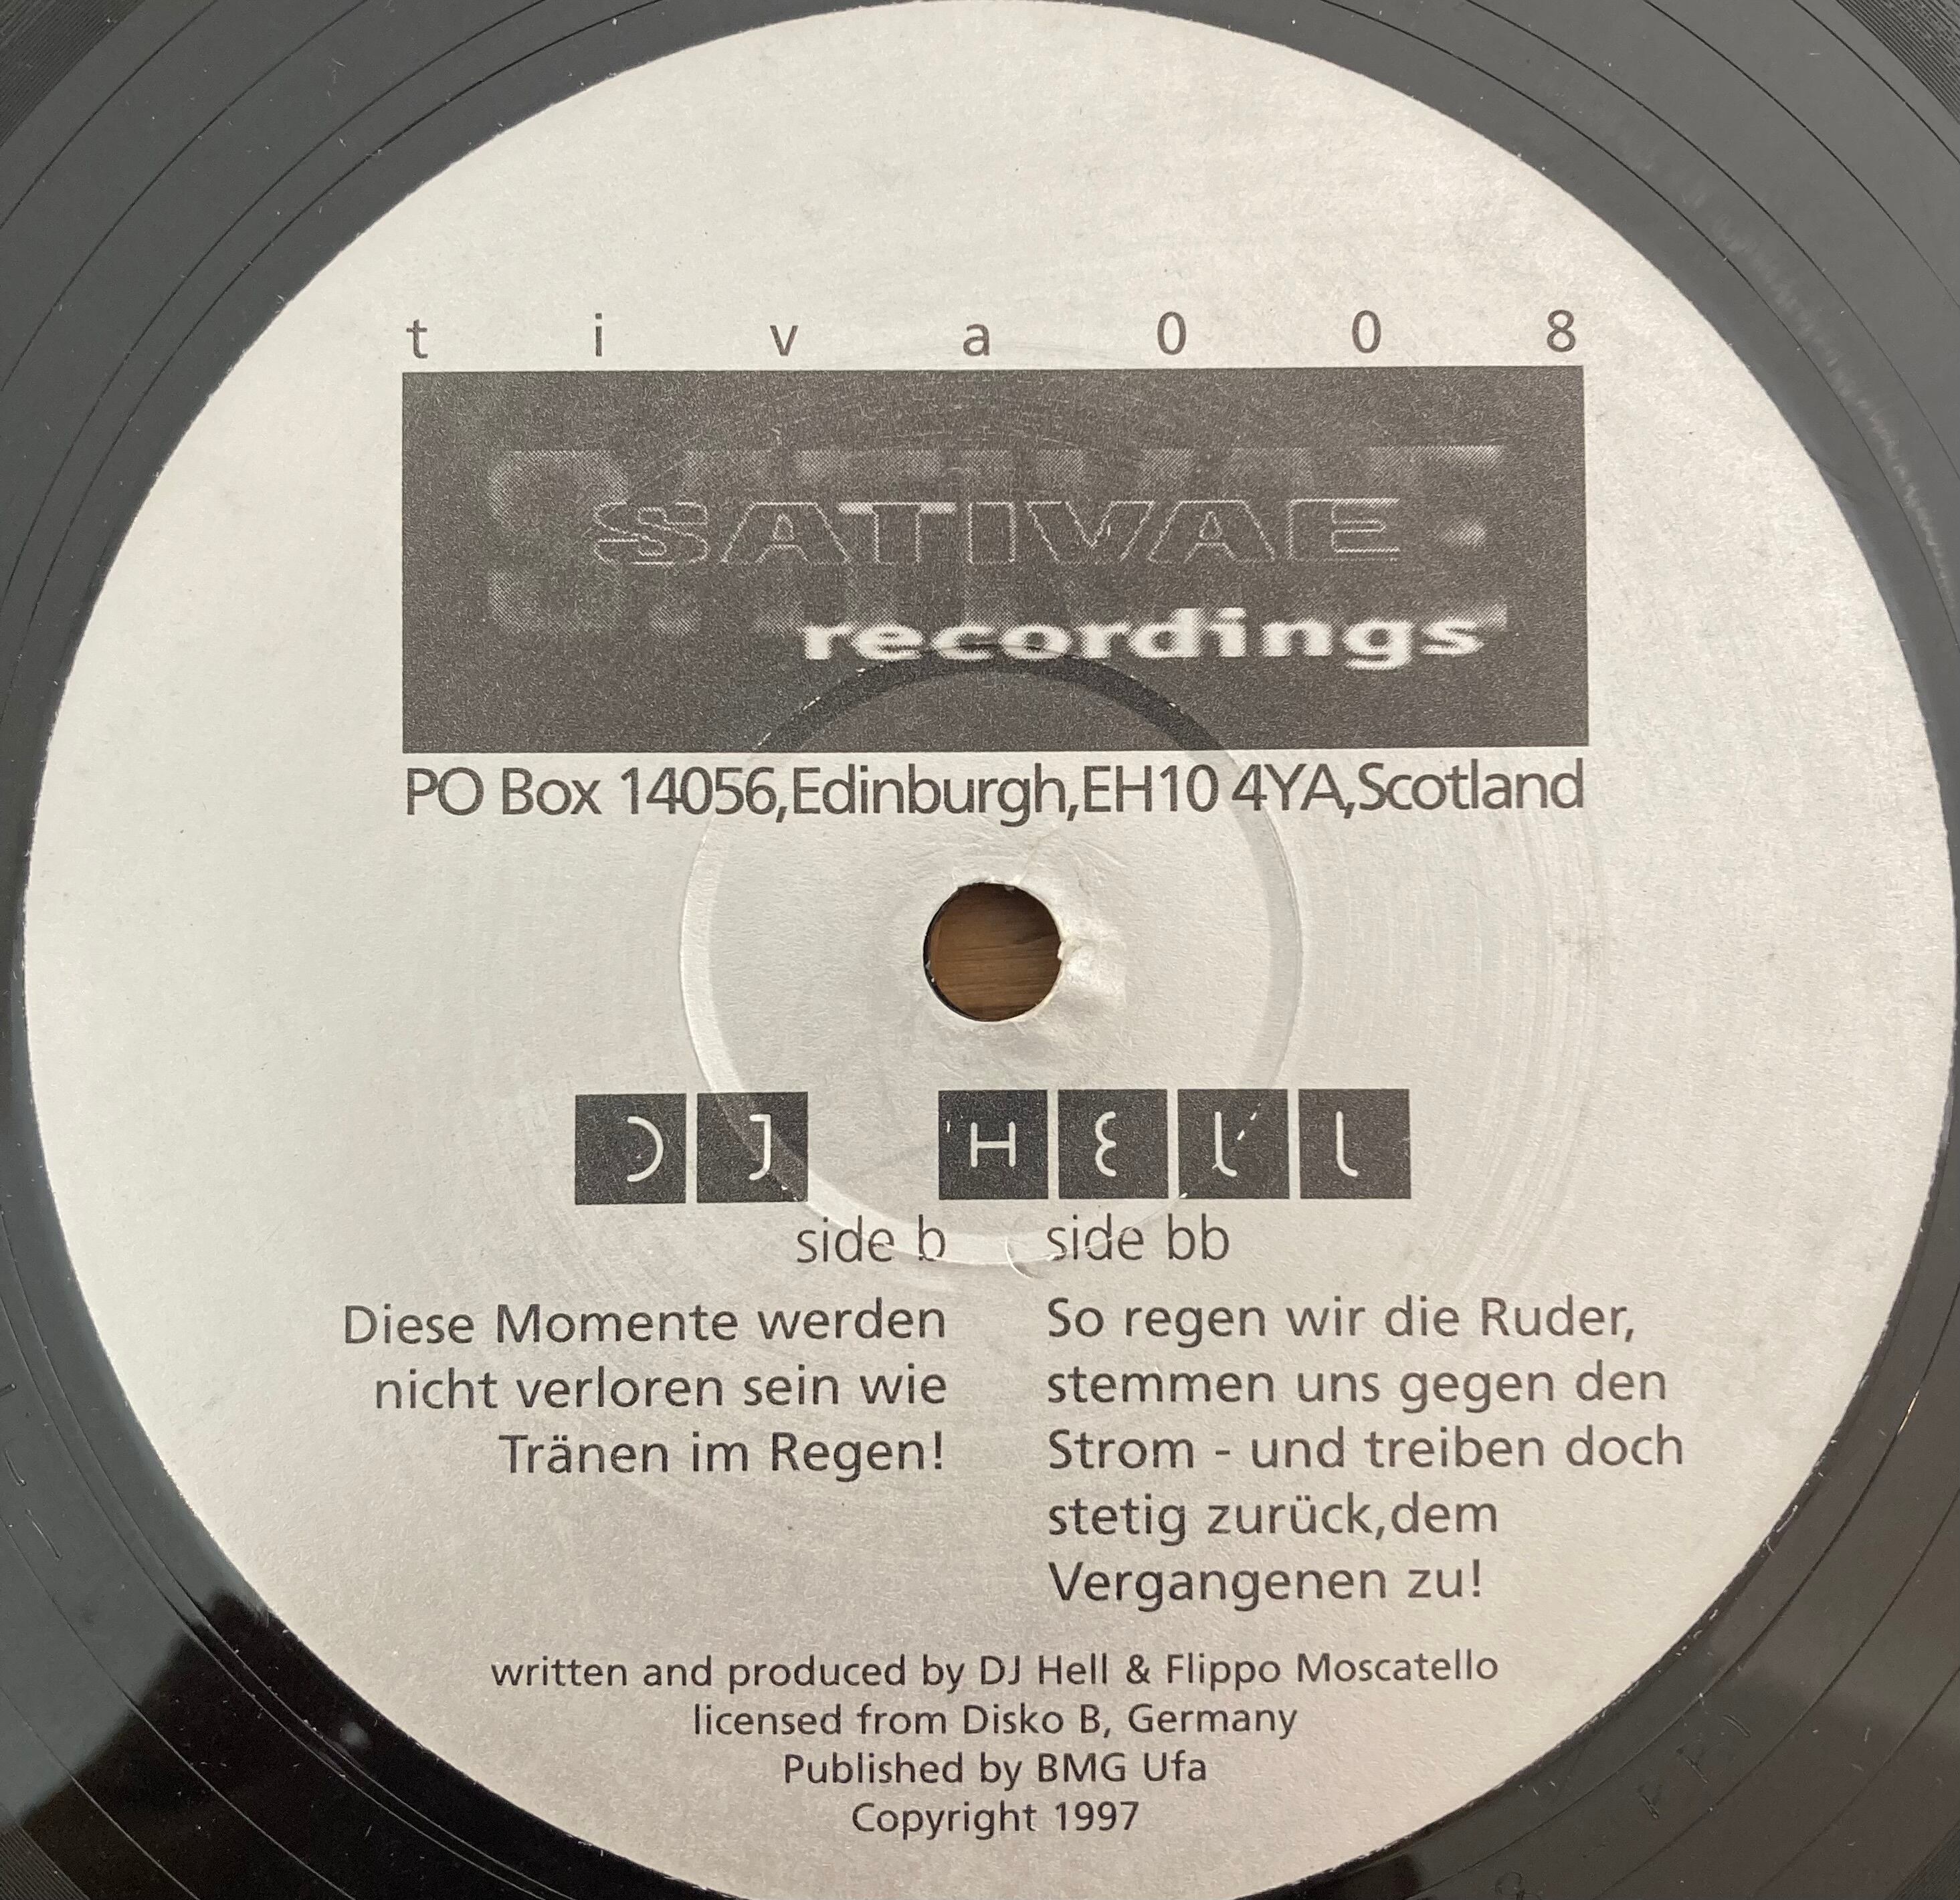 t i v a 0 0 8
SATIVAE
recordings
PO Box 14056,Edinburgh,EH10 4YA,Scotland
DJ HELL
side b
Diese Momente werden
nicht verloren sein wie
Tränen im Regen!
side bb
So regen wir die Ruder,
stemmen uns gegen den
Strom - und treiben doch
stetig zurück,dem
Vergangenen zu!
written and produced by DJ Hell & Flippo Moscatello
licensed from Disko B, Germany
Published by BMG Ufa
Copyright 1997